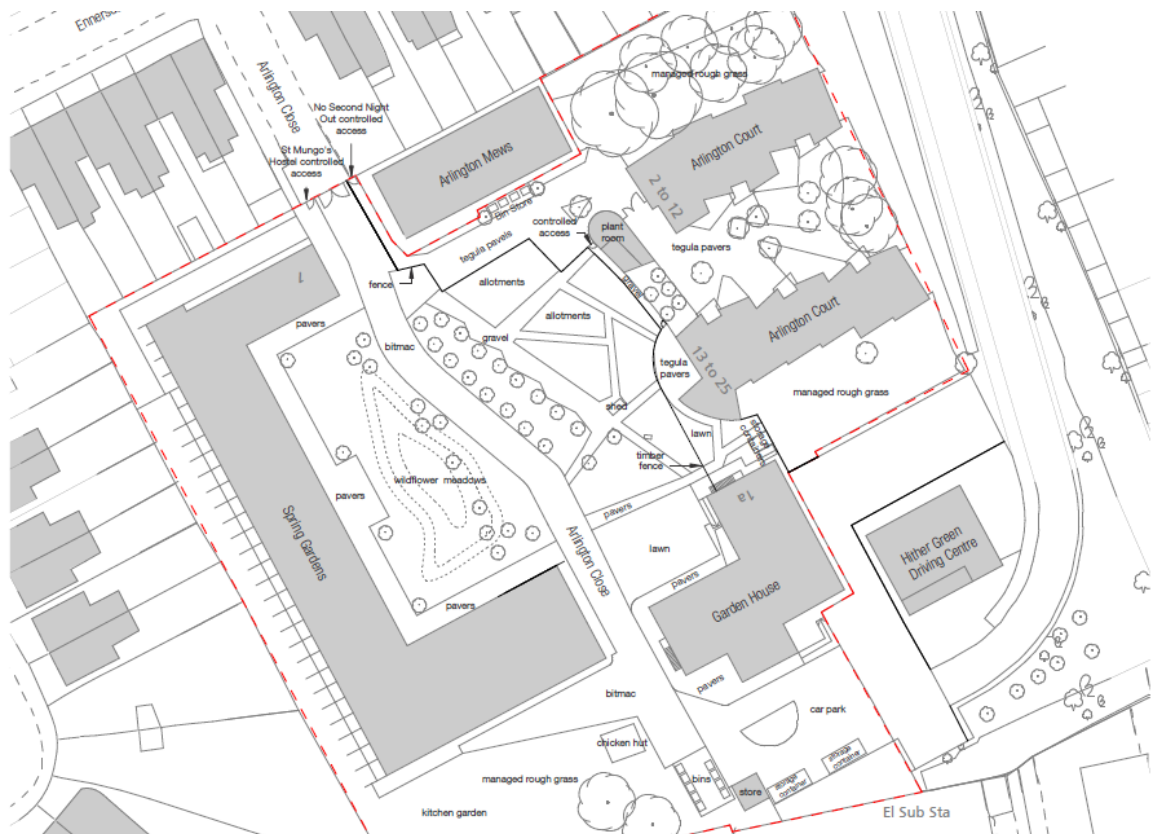 Arlington Close
No Second Night
Out controlled
access
St Mungo's
Hostel controlled
access
managed rough grass
Arlington Mews
Arlington Court
2 to 12
Bin Store
controlled
access
plant
room
tegula pavels
tegula pavers
fence
allotments
gravel
1
pavers
allotments
Arlington Court
gravel
bitmac
tegula
pavers
13 to 25
managed rough grass
shed
lawn
storage
containers
timber
fence
wildflower meadows
pavers
1a
pavers
Spring Gardens
Arlington Close
lawn
Hither Green
Driving Centre
pavers
pavers
Garden House
pavers
bitmac
car park
chicken hut
storage
container
managed rough grass
bins
storage
container
store
kitchen garden
El Sub Sta